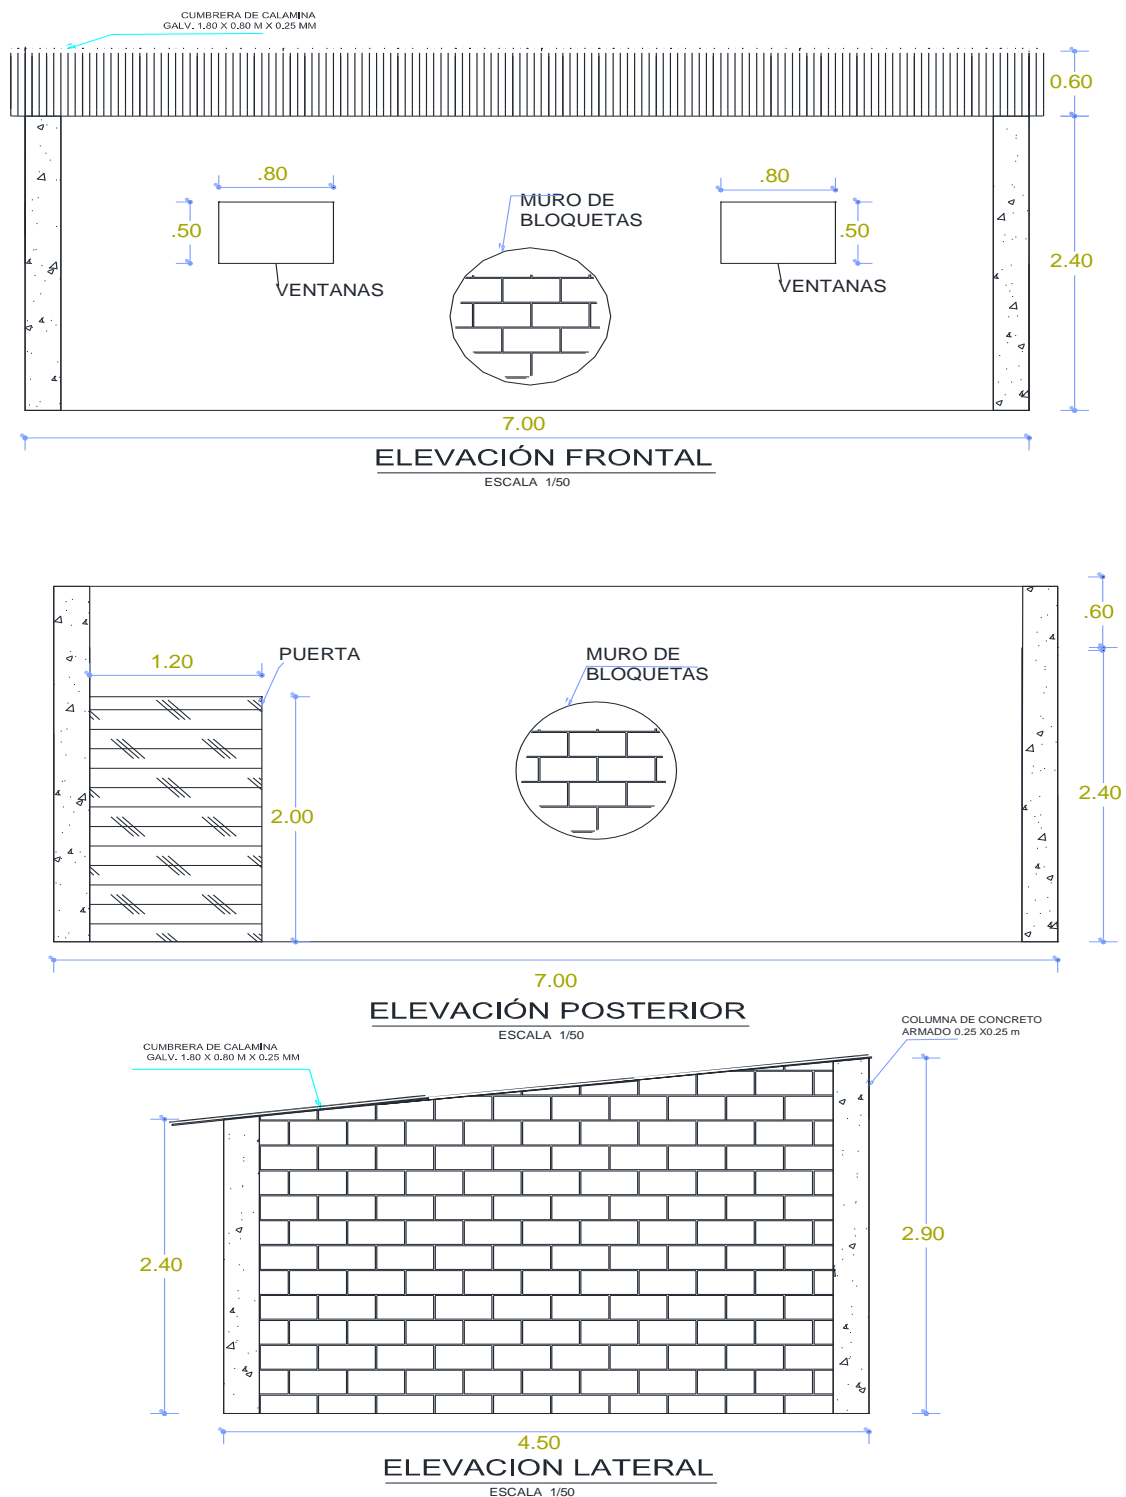 CUMBRERA DE CALAMINA
GALV. 1.80 X 0.80 M X 0.25 MM
0.60
.80
.80
MURO DE
BLOQUETAS
.50
.50
2.40
VENTANAS
VENTANAS
7.00
ELEVACIÓN FRONTAL
ESCALA 1/50
.60
PUERTA
MURO DE
BLOQUETAS
1.20
2.40
2.00
7.00
ELEVACIÓN POSTERIOR
ESCALA 1/50
COLUMNA DE CONCRETO
ARMADO 0.25 X0.25 m
CUMBRERA DE CALAMINA
GALV. 1.80 X 0.80 M X 0.25 MM
2.90
2.40
4.50
ELEVACION LATERAL
ESCALA 1/50